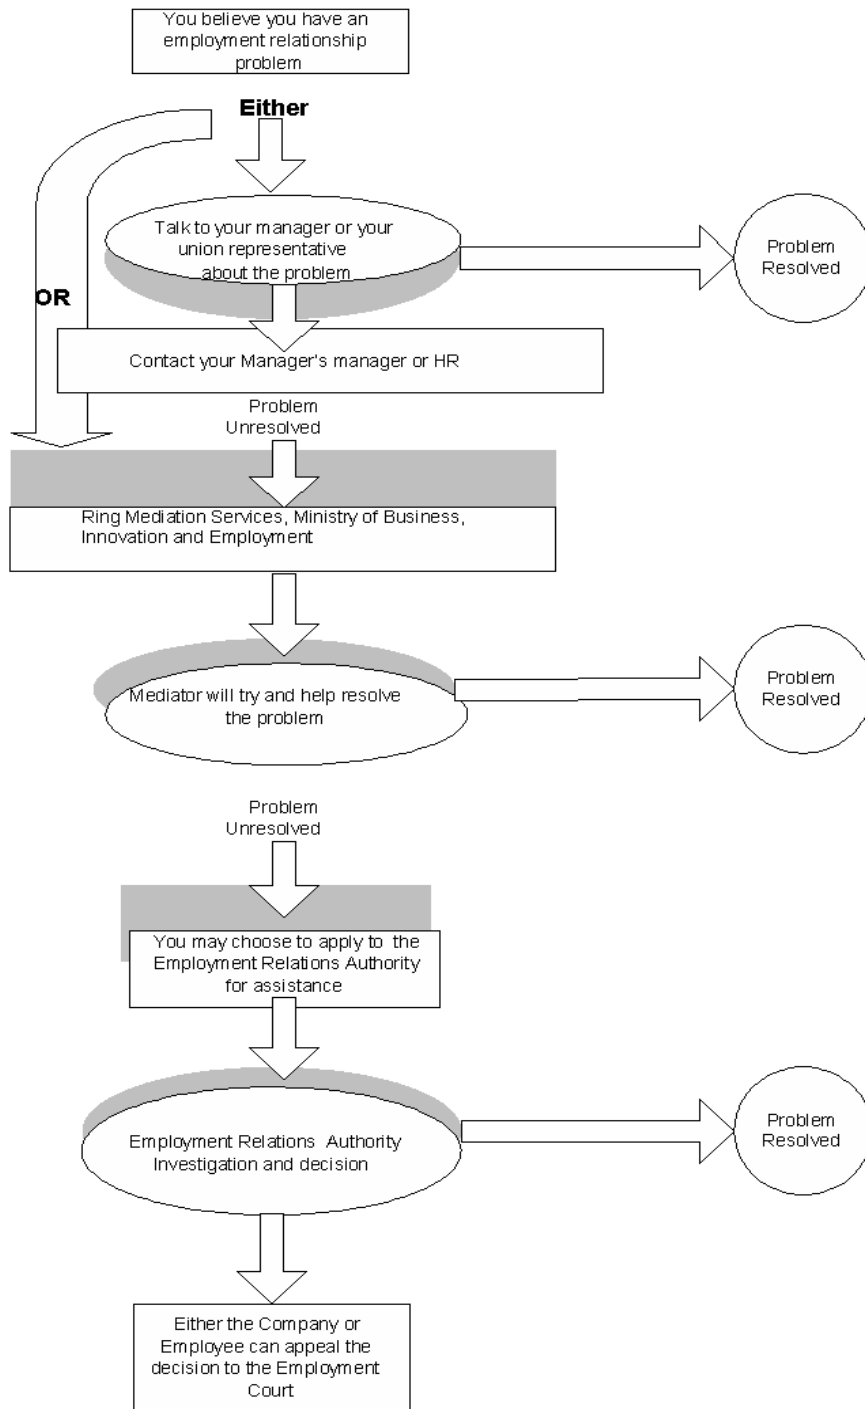 You believe you have an
employment relationship
problem
Either
Talk to your manager or your
union representative
about the problem
Problem
Resolved
OR
Contact your Manager's manager or HR
Problem
Unresolved
Ring Mediation Services, Ministry of Business,
Innovation and Employment
Mediator will try and help resolve
the problem
Problem
Resolved
Problem
Unresolved
You may choose to apply to the
Employment Relations Authority
for assistance
Employment Relations Authority
Investigation and decision
Problem
Resolved
Either the Company or
Employee can appeal the
decision to the Employment
Court